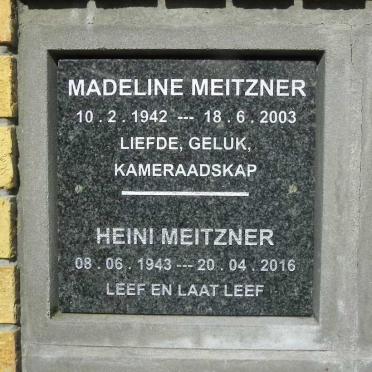 MADELINE MEITZNER
10 . 2 . 1942 --- 18 . 6 . 2003
LIEFDE, GELUK,
KAMERAADSKAP
HEINI MEITZNER
08 . 06 . 1943 --- 20 . 04 . 2016
LEEF EN LAAT LEEF